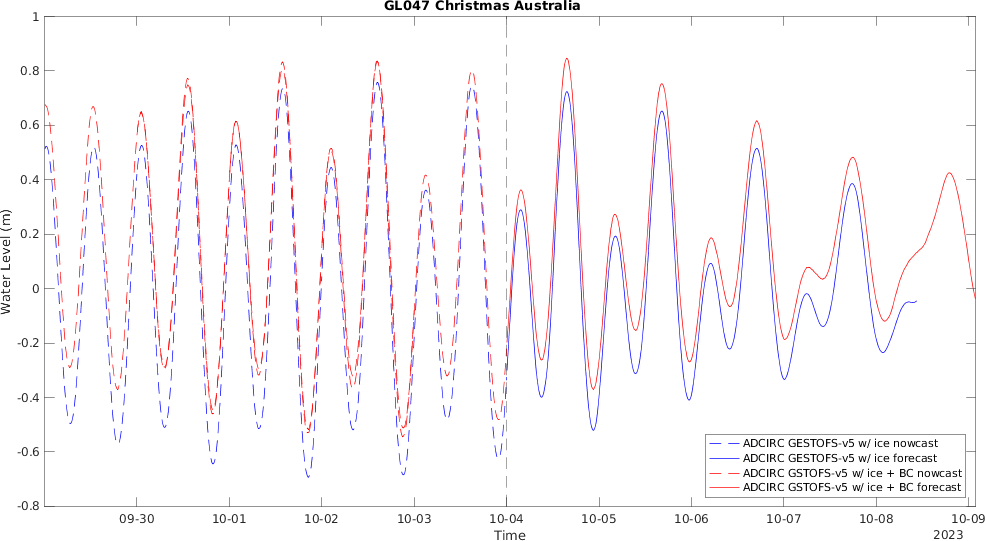 GL047 Christmas Australia
1
0.8
0.6
0.4
0.2
0
-0.2
-0.4
-0.6
-0.8
Water Level (m)
ADCIRC GESTOFS-v5 w/ ice nowcast
ADCIRC GESTOFS-v5 w/ ice forecast
ADCIRC GSTOFS-v5 w/ ice + BC nowcast
ADCIRC GSTOFS-v5 w/ ice + BC forecast
09-30 10-01 10-02 10-03 10-04 10-05 10-06 10-07 10-08 10-09
Time 2023